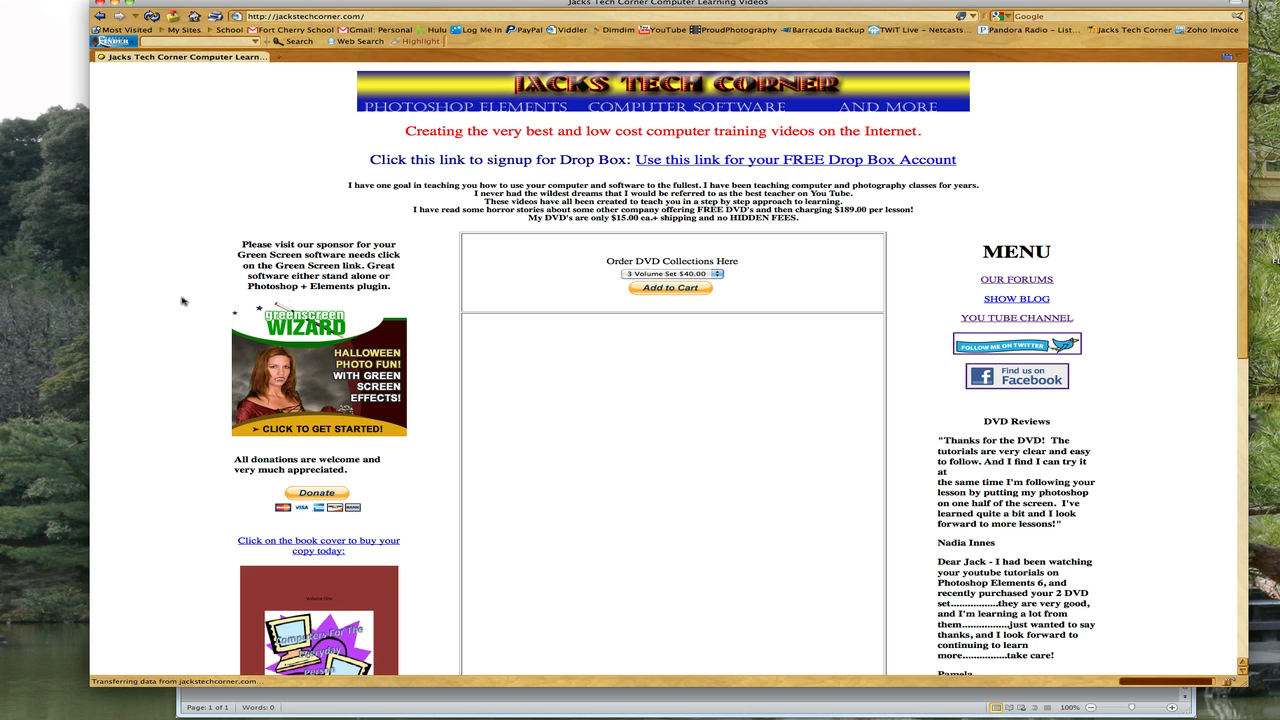 Jacks Tech Corner Computer Learning Videos
http://jackstechcorner.com/
Google
Most Visited My Sites School Fort Cherry School Gmail: Personal Hulu Log Me In PayPal Viddler Dimdim YouTube ProudPhotography Barracuda Backup TWiT Live - Netcasts... Pandora Radio - List... Jacks Tech Corner Zoho Invoice
Search Web Search Highlight
Jacks Tech Corner Computer Learn...
JACKS TECH CORNER
PHOTOSHOP ELEMENTS COMPUTER SOFTWARE AND MORE
Creating the very best and low cost computer training videos on the Internet.
Click this link to signup for Drop Box: Use this link for your FREE Drop Box Account
I have one goal in teaching you how to use your computer and software to the fullest. I have been teaching computer and photography classes for years.
I never had the wildest dreams that I would be referred to as the best teacher on You Tube.
These videos have all been created to teach you in a step by step approach to learning.
I have read some horror stories about some other company offering FREE DVD's and then charging $189.00 per lesson!
My DVD's are only $15.00 ea.+ shipping and no HIDDEN FEES.
Please visit our sponsor for your
Green Screen software needs click
on the Green Screen link. Great
software either stand alone or
Photoshop + Elements plugin.
greenscreen
WIZARD
HALLOWEEN
PHOTO FUN!
WITH GREEN
SCREEN
EFFECTS!
CLICK TO GET STARTED!
All donations are welcome and
very much appreciated.
Donate
VISA
Click on the book cover to buy your
copy today:
Volume One
Computers For The
Everyday
Person
Order DVD Collections Here
3 Volume Set $40.00
Add to Cart
MENU
OUR FORUMS
SHOW BLOG
YOU TUBE CHANNEL
FOLLOW ME ON TWITTER
Find us on
Facebook
DVD Reviews
"Thanks for the DVD! The
tutorials are very clear and easy
to follow. And I find I can try it
at
the same time I'm following your
lesson by putting my photoshop
on one half of the screen. I've
learned quite a bit and I look
forward to more lessons!"
Nadia Innes
Dear Jack - I had been watching
your youtube tutorials on
Photoshop Elements 6, and
recently purchased your 2 DVD
set.................they are very good,
and I'm learning a lot from
them.................just wanted to say
thanks, and I look forward to
continuing to learn
more...............take care!
Pamela
Transferring data from jackstechcorner.com...
Page: 1 of 1 Words: 0
100%